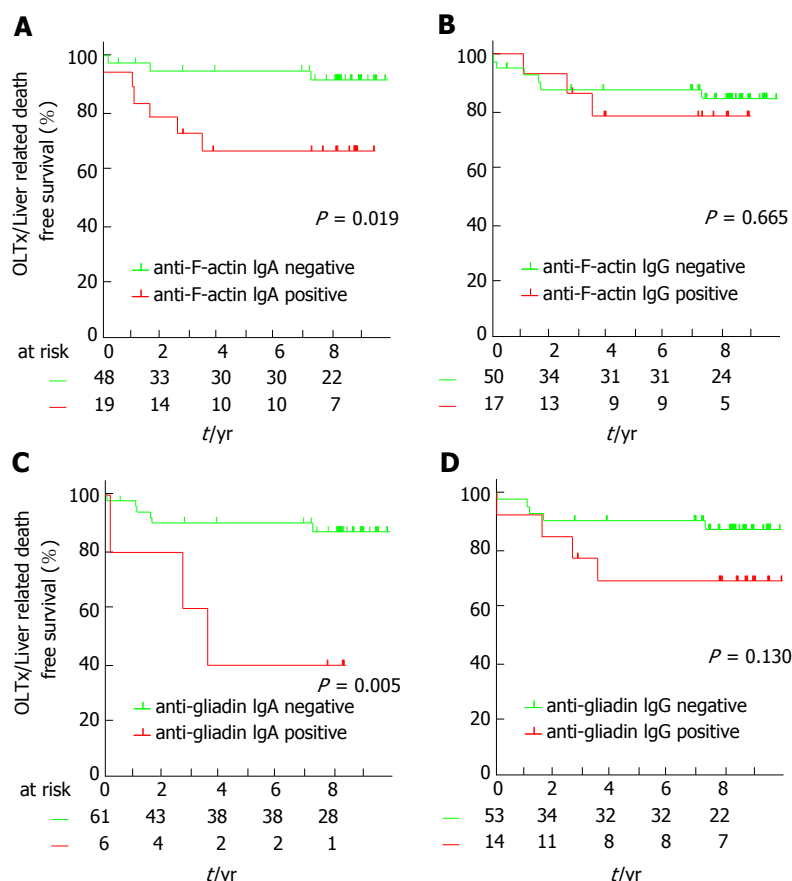 A
OLTx/Liver related death
free survival (%)
100
80
60
40
20
0
P = 0.019
anti-F-actin IgA negative
anti-F-actin IgA positive
0 2 4 6 8
at risk
48 33 30 30 22
19 14 10 10 7
t/yr
B
100
80
60
40
20
0
P = 0.665
anti-F-actin IgG negative
anti-F-actin IgG positive
0 2 4 6 8
50 34 31 31 24
17 13 9 9 5
t/yr
C
OLTx/Liver related death
free survival (%)
100
80
60
40
20
0
P = 0.005
anti-gliadin IgA negative
anti-gliadin IgA positive
0 2 4 6 8
at risk
61 43 38 38 28
6 4 2 2 1
t/yr
D
100
80
60
40
20
0
P = 0.130
anti-gliadin IgG negative
anti-gliadin IgG positive
0 2 4 6 8
53 34 32 32 22
14 11 8 8 7
t/yr